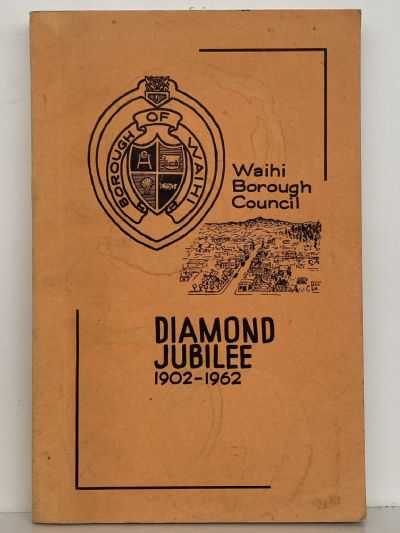 BOROUGH OF WAIHI
Waihi
Borough
Council
DIAMOND
JUBILEE
1902-1962